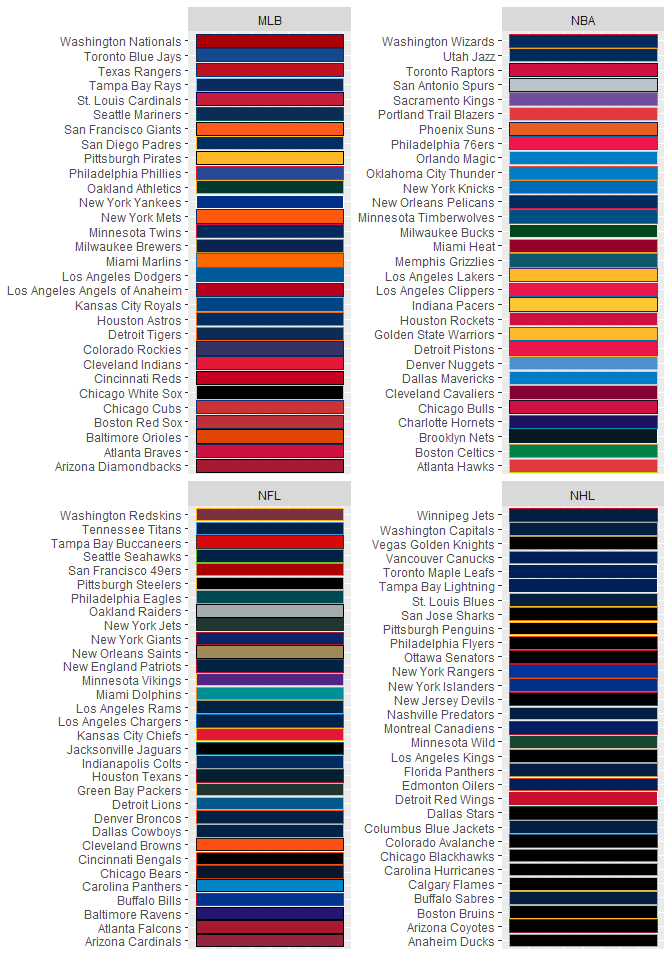 MLB
Washington Nationals
Toronto Blue Jays
Texas Rangers
Tampa Bay Rays
St. Louis Cardinals
Seattle Mariners
San Francisco Giants
San Diego Padres
Pittsburgh Pirates
Philadelphia Phillies
Oakland Athletics
New York Yankees
New York Mets
Minnesota Twins
Milwaukee Brewers
Miami Marlins
Los Angeles Dodgers
Los Angeles Angels of Anaheim
Kansas City Royals
Houston Astros
Detroit Tigers
Colorado Rockies
Cleveland Indians
Cincinnati Reds
Chicago White Sox
Chicago Cubs
Boston Red Sox
Baltimore Orioles
Atlanta Braves
Arizona Diamondbacks
NBA
Washington Wizards
Utah Jazz
Toronto Raptors
San Antonio Spurs
Sacramento Kings
Portland Trail Blazers
Phoenix Suns
Philadelphia 76ers
Orlando Magic
Oklahoma City Thunder
New York Knicks
New Orleans Pelicans
Minnesota Timberwolves
Milwaukee Bucks
Miami Heat
Memphis Grizzlies
Los Angeles Lakers
Los Angeles Clippers
Indiana Pacers
Houston Rockets
Golden State Warriors
Detroit Pistons
Denver Nuggets
Dallas Mavericks
Cleveland Cavaliers
Chicago Bulls
Charlotte Hornets
Brooklyn Nets
Boston Celtics
Atlanta Hawks
NFL
Washington Redskins
Tennessee Titans
Tampa Bay Buccaneers
Seattle Seahawks
San Francisco 49ers
Pittsburgh Steelers
Philadelphia Eagles
Oakland Raiders
New York Jets
New York Giants
New Orleans Saints
New England Patriots
Minnesota Vikings
Miami Dolphins
Los Angeles Rams
Los Angeles Chargers
Kansas City Chiefs
Jacksonville Jaguars
Indianapolis Colts
Houston Texans
Green Bay Packers
Detroit Lions
Denver Broncos
Dallas Cowboys
Cleveland Browns
Cincinnati Bengals
Chicago Bears
Carolina Panthers
Buffalo Bills
Baltimore Ravens
Atlanta Falcons
Arizona Cardinals
NHL
Winnipeg Jets
Washington Capitals
Vegas Golden Knights
Vancouver Canucks
Toronto Maple Leafs
Tampa Bay Lightning
St. Louis Blues
San Jose Sharks
Pittsburgh Penguins
Philadelphia Flyers
Ottawa Senators
New York Rangers
New York Islanders
New Jersey Devils
Nashville Predators
Montreal Canadiens
Minnesota Wild
Los Angeles Kings
Florida Panthers
Edmonton Oilers
Detroit Red Wings
Dallas Stars
Columbus Blue Jackets
Colorado Avalanche
Chicago Blackhawks
Carolina Hurricanes
Calgary Flames
Buffalo Sabres
Boston Bruins
Arizona Coyotes
Anaheim Ducks